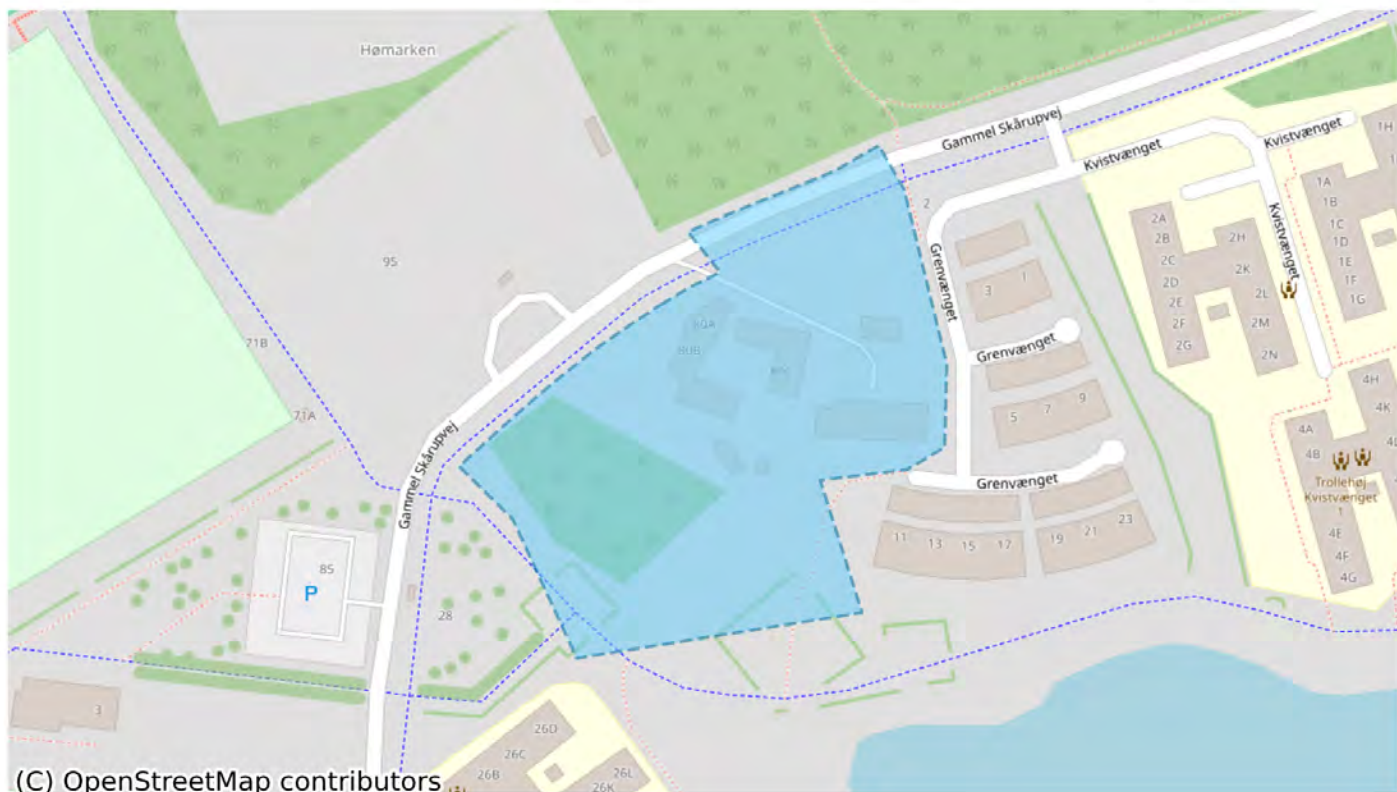 Hømarken
Gammel Skårupvej
Kvistvænget
Kvistvænget
1H
1A
1B
1C
1D
1E
1F
1G
2
2A
2B
2C
2D
2E
2F
2G
2H
2K
2L
2M
2N
Kvistvænget
Grenvænget
3
1
95
71B
71A
Grenvænget
5
7
9
4H
4K
4A
4B
Trollehøj
Kvistvænget
1
4E
4F
4G
Gammel Skårupvej
Grenvænget
11
13
15
17
19
21
23
85
P
28
3
26D
26C
26B
26L
26K
(C) OpenStreetMap contributors